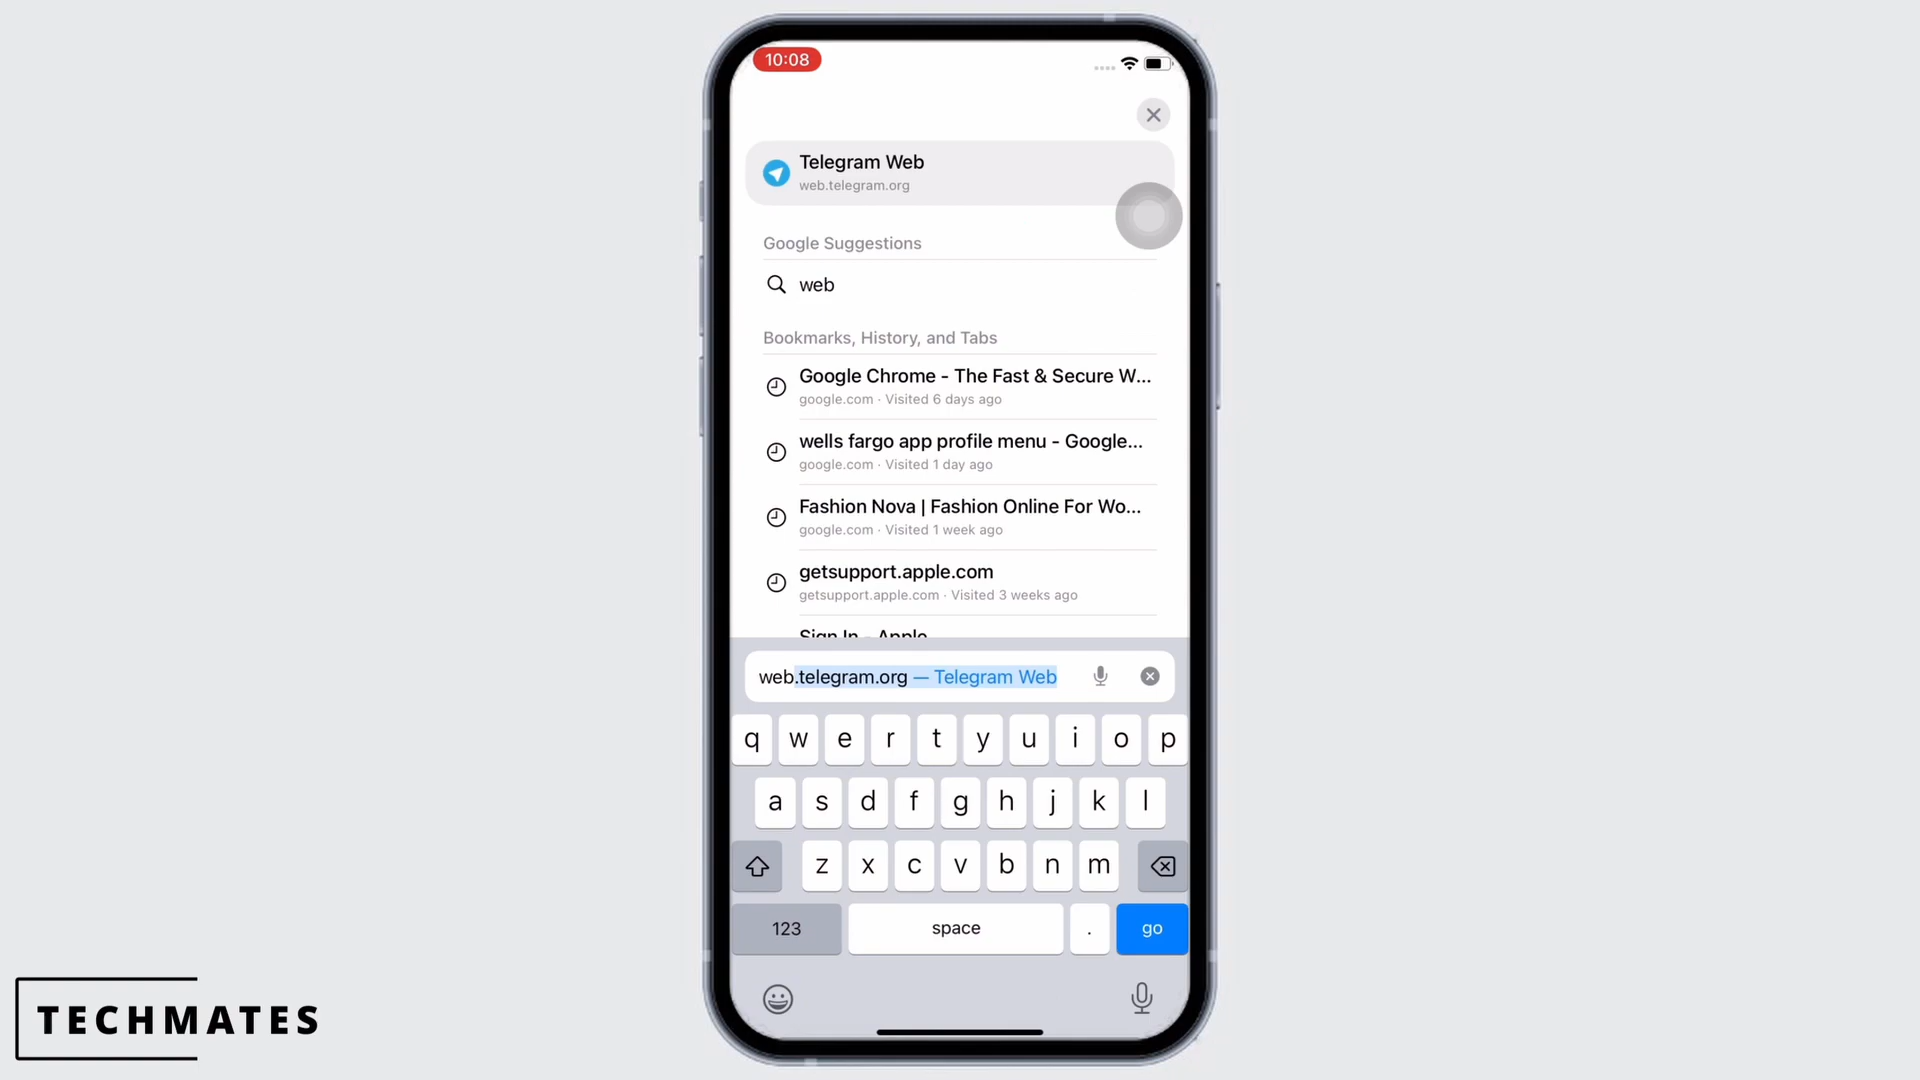 10:08
Telegram Web
web.telegram.org
Google Suggestions
web
Bookmarks, History, and Tabs
Google Chrome - The Fast & Secure W...
google.com · Visited 6 days ago
wells fargo app profile menu - Google...
google.com · Visited 1 day ago
Fashion Nova | Fashion Online For Wo...
google.com · Visited 1 week ago
getsupport.apple.com
getsupport.apple.com · Visited 3 weeks ago
Sign In - Apple
web.telegram.org — Telegram Web
q w e r t y u i o p
a s d f g h j k l
z x c v b n m
123 space . go
TECHMATES